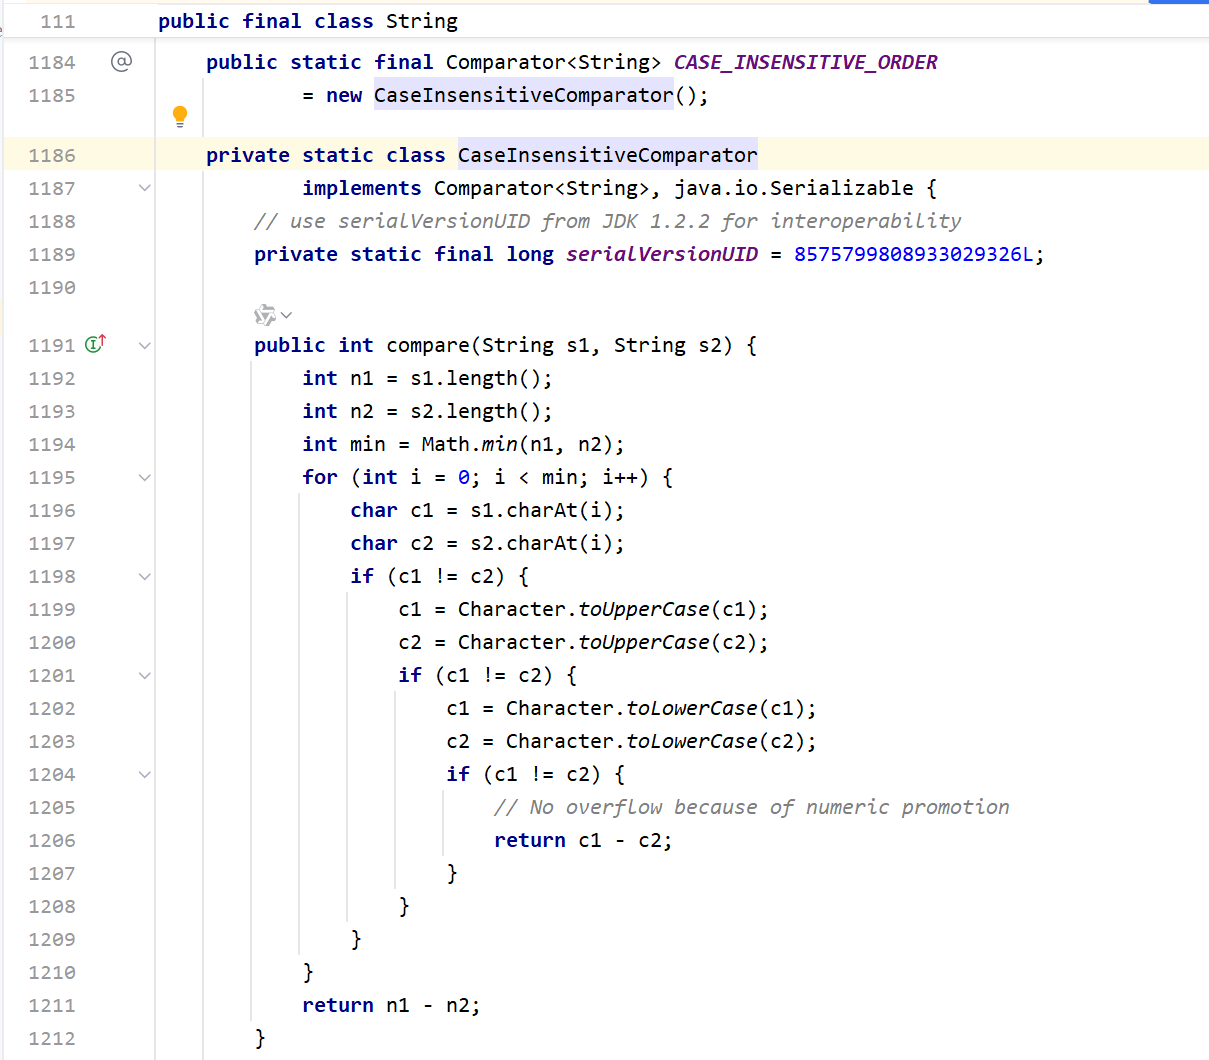 111 public final class String
1184 @ public static final Comparator<String> CASE_INSENSITIVE_ORDER
1185 = new CaseInsensitiveComparator();
1186 private static class CaseInsensitiveComparator
1187 implements Comparator<String>, java.io.Serializable {
1188 // use serialVersionUID from JDK 1.2.2 for interoperability
1189 private static final long serialVersionUID = 8575799808933029326L;
1190
1191 public int compare(String s1, String s2) {
1192 int n1 = s1.length();
1193 int n2 = s2.length();
1194 int min = Math.min(n1, n2);
1195 for (int i = 0; i < min; i++) {
1196 char c1 = s1.charAt(i);
1197 char c2 = s2.charAt(i);
1198 if (c1 != c2) {
1199 c1 = Character.toUpperCase(c1);
1200 c2 = Character.toUpperCase(c2);
1201 if (c1 != c2) {
1202 c1 = Character.toLowerCase(c1);
1203 c2 = Character.toLowerCase(c2);
1204 if (c1 != c2) {
1205 // No overflow because of numeric promotion
1206 return c1 - c2;
1207 }
1208 }
1209 }
1210 }
1211 return n1 - n2;
1212 }